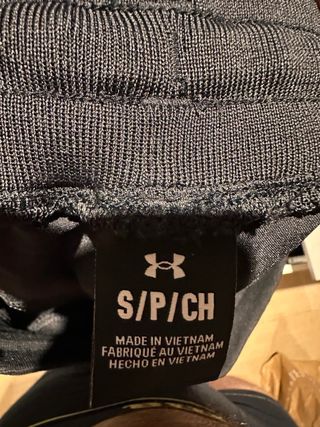 S/P/CH
MADE IN VIETNAM
FABRIQUÉ AU VIETNAM
HECHO EN VIETNAM